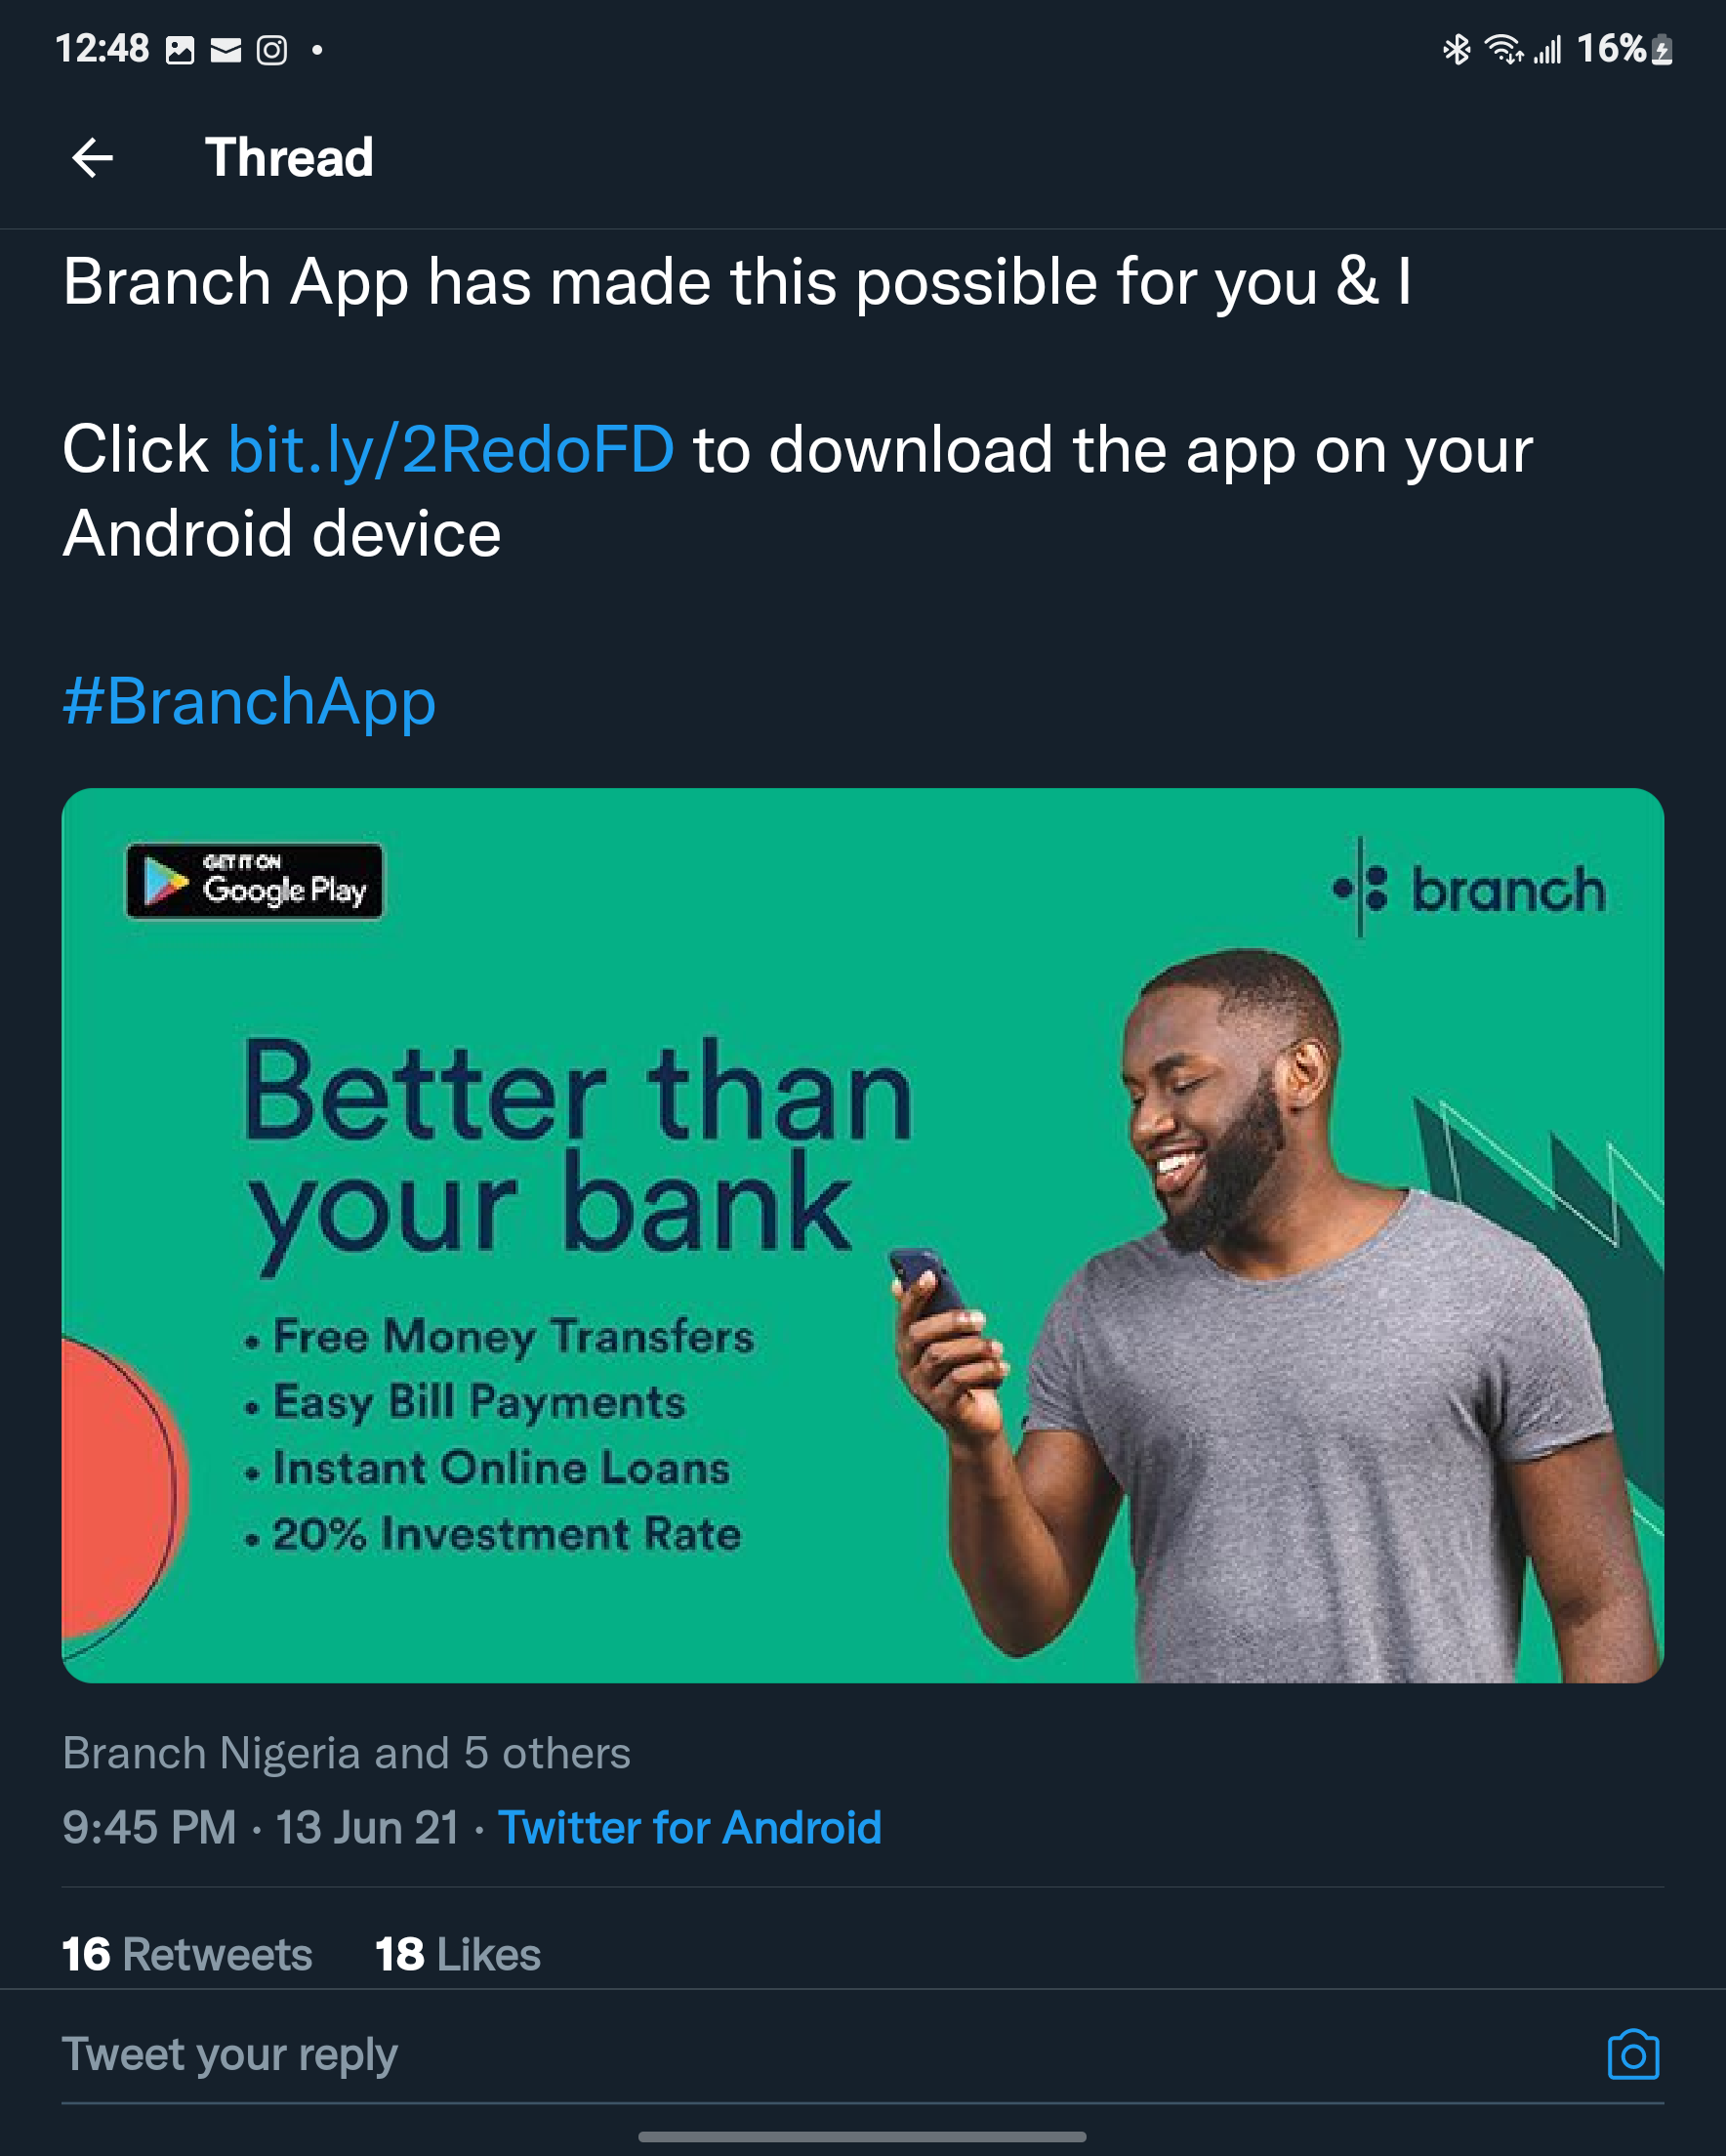 12:48
16%
Thread
Branch App has made this possible for you & I
Click bit.ly/2RedoFD to download the app on your
Android device
#BranchApp
GET IT ON
Google Play
branch
Better than
your bank
• Free Money Transfers
• Easy Bill Payments
• Instant Online Loans
• 20% Investment Rate
Branch Nigeria and 5 others
9:45 PM · 13 Jun 21 · Twitter for Android
16 Retweets 18 Likes
Tweet your reply